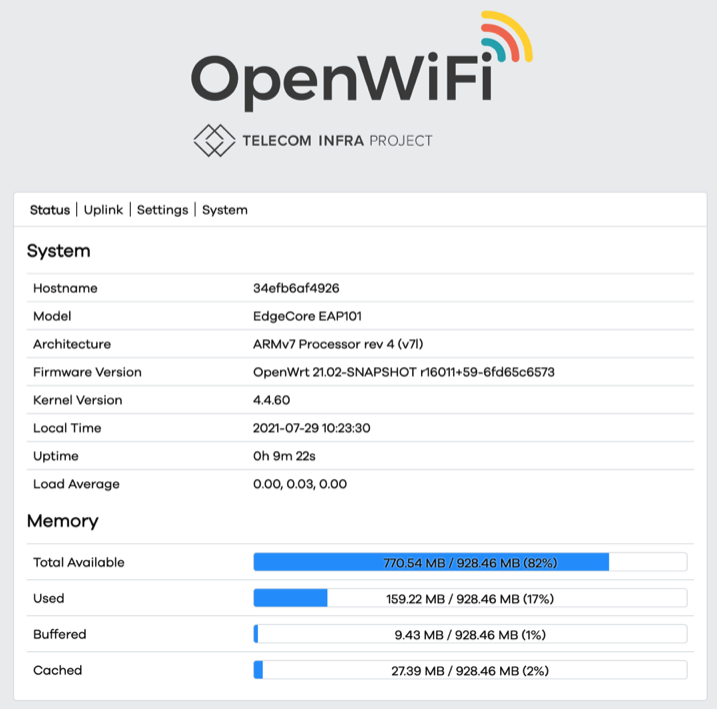 OpenWiFi
TELECOM INFRA PROJECT
Status | Uplink | Settings | System
System
Hostname 34efb6af4926
Model EdgeCore EAP101
Architecture ARMv7 Processor rev 4 (v7l)
Firmware Version OpenWrt 21.02-SNAPSHOT r16011+59-6fd65c6573
Kernel Version 4.4.60
Local Time 2021-07-29 10:23:30
Uptime 0h 9m 22s
Load Average 0.00, 0.03, 0.00
Memory
Total Available 770.54 MB / 928.46 MB (82%)
Used 159.22 MB / 928.46 MB (17%)
Buffered 9.43 MB / 928.46 MB (1%)
Cached 27.39 MB / 928.46 MB (2%)